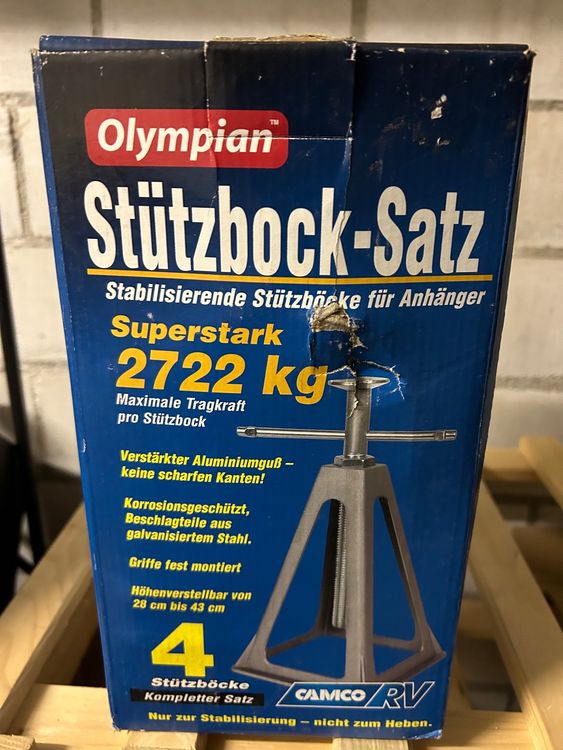 Olympian™
Stützbock-Satz
Stabilisierende Stützböcke für Anhänger
Superstark
2722 kg
Maximale Tragkraft
pro Stützbock
Verstärkter Aluminiumguß –
keine scharfen Kanten!
Korrosionsgeschützt,
Beschlagteile aus
galvanisiertem Stahl.
Griffe fest montiert
Höhenverstellbar von
28 cm bis 43 cm
4
Stützböcke
Kompletter Satz
CAMCO RV
Nur zur Stabilisierung – nicht zum Heben.